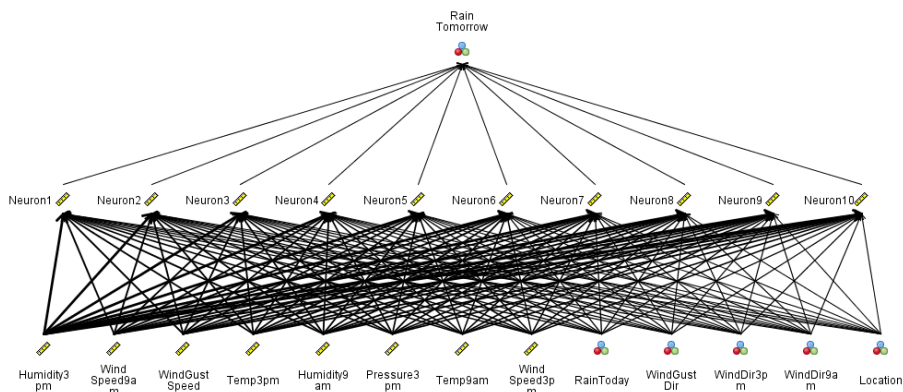 Rain
Tomorrow
Neuron1
Neuron2
Neuron3
Neuron4
Neuron5
Neuron6
Neuron7
Neuron8
Neuron9
Neuron10
Humidity3
pm
Wind
Speed9a
m
WindGust
Speed
Temp3pm
Humidity9
am
Pressure3
pm
Temp9am
Wind
Speed3p
m
RainToday
WindGust
Dir
WindDir3p
m
WindDir9a
m
Location